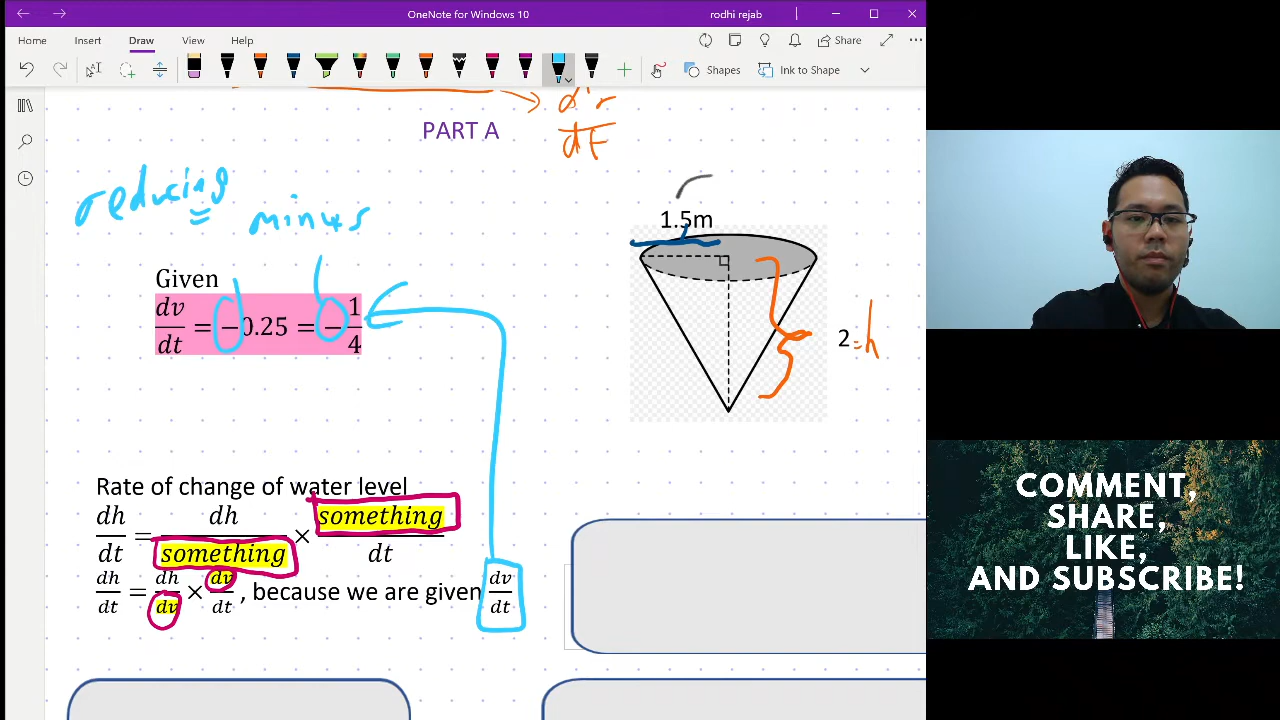 OneNote for Windows 10
rodhi rejab
Home Insert Draw View Help
Share
Shapes
Ink to Shape
d²r
dt
PART A
reducing
minus
1.5m
Given
dv/dt = −0.25 = −1/4
2 = h
Rate of change of water level
dh/dt = dh/something × something/dt
dh/dt = dh/dv × dv/dt , because we are given dv/dt
COMMENT,
SHARE,
LIKE,
AND SUBSCRIBE!